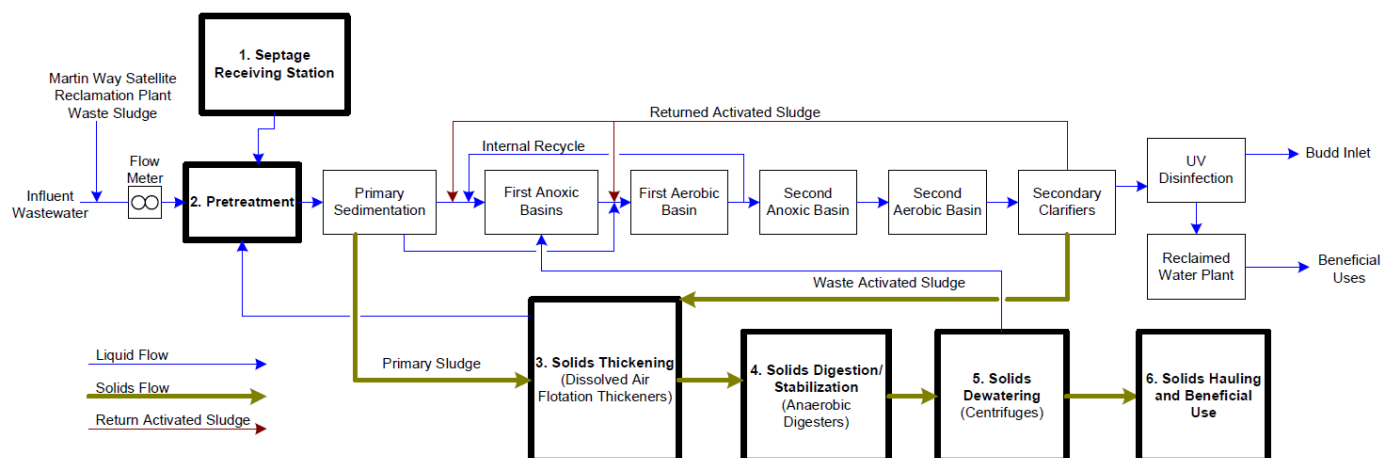 1. Septage
Receiving Station
Martin Way Satellite
Reclamation Plant
Waste Sludge
Returned Activated Sludge
Internal Recycle
Flow
Meter
Influent
Wastewater
2. Pretreatment
Primary
Sedimentation
First Anoxic
Basins
First Aerobic
Basin
Second
Anoxic Basin
Second
Aerobic Basin
Secondary
Clarifiers
UV
Disinfection
Budd Inlet
Reclaimed
Water Plant
Beneficial
Uses
Waste Activated Sludge
Primary Sludge
3. Solids Thickening
(Dissolved Air
Flotation Thickeners)
4. Solids Digestion/
Stabilization
(Anaerobic
Digesters)
5. Solids
Dewatering
(Centrifuges)
6. Solids Hauling
and Beneficial
Use
Liquid Flow
Solids Flow
Return Activated Sludge